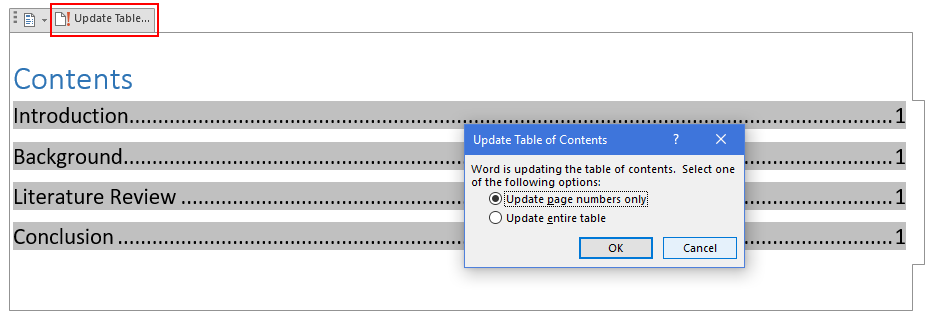 Update Table...
Contents
Introduction........................................................................................................................1
Background.........................................................................................................................1
Literature Review ................................................................................................................1
Conclusion ..........................................................................................................................1
Update Table of Contents ? ×
Word is updating the table of contents. Select one
of the following options:
Update page numbers only
Update entire table
OK Cancel